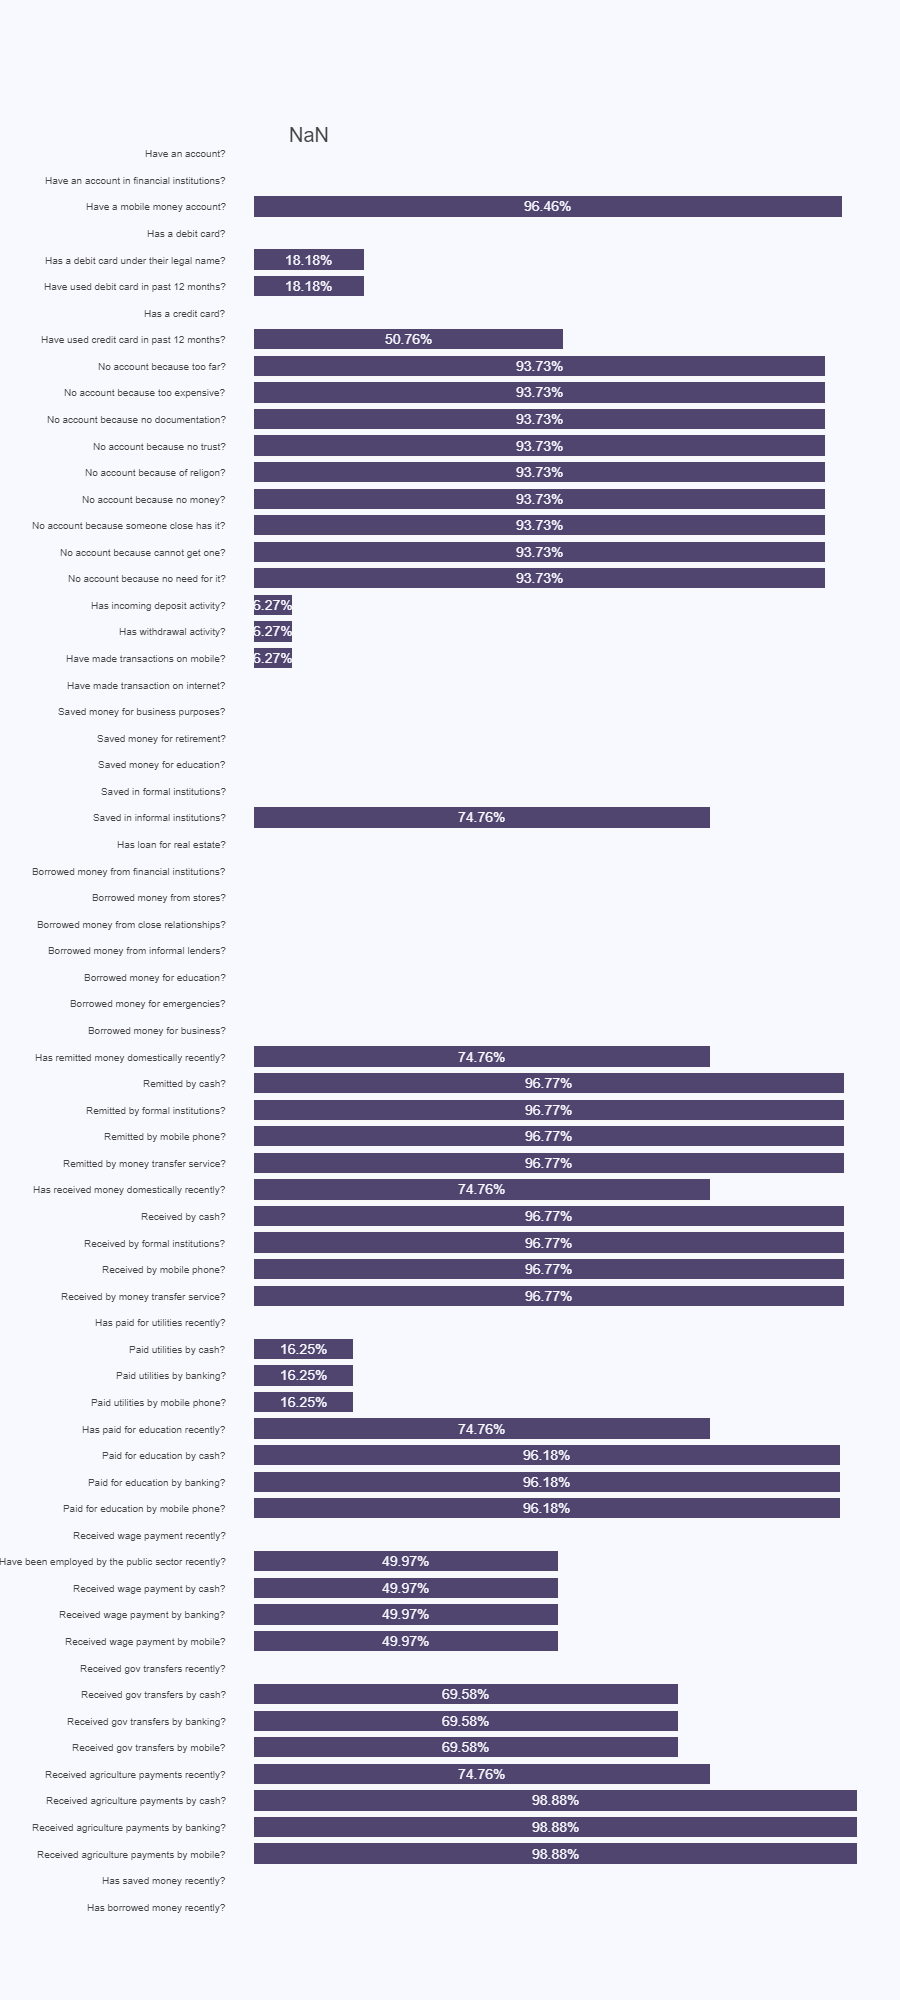 NaN
Have an account?
Have an account in financial institutions?
Have a mobile money account? 96.46%
Has a debit card?
Has a debit card under their legal name? 18.18%
Have used debit card in past 12 months? 18.18%
Has a credit card?
Have used credit card in past 12 months? 50.76%
No account because too far? 93.73%
No account because too expensive? 93.73%
No account because no documentation? 93.73%
No account because no trust? 93.73%
No account because of religon? 93.73%
No account because no money? 93.73%
No account because someone close has it? 93.73%
No account because cannot get one? 93.73%
No account because no need for it? 93.73%
Has incoming deposit activity? 6.27%
Has withdrawal activity? 6.27%
Have made transactions on mobile? 6.27%
Have made transaction on internet?
Saved money for business purposes?
Saved money for retirement?
Saved money for education?
Saved in formal institutions?
Saved in informal institutions? 74.76%
Has loan for real estate?
Borrowed money from financial institutions?
Borrowed money from stores?
Borrowed money from close relationships?
Borrowed money from informal lenders?
Borrowed money for education?
Borrowed money for emergencies?
Borrowed money for business?
Has remitted money domestically recently? 74.76%
Remitted by cash? 96.77%
Remitted by formal institutions? 96.77%
Remitted by mobile phone? 96.77%
Remitted by money transfer service? 96.77%
Has received money domestically recently? 74.76%
Received by cash? 96.77%
Received by formal institutions? 96.77%
Received by mobile phone? 96.77%
Received by money transfer service? 96.77%
Has paid for utilities recently?
Paid utilities by cash? 16.25%
Paid utilities by banking? 16.25%
Paid utilities by mobile phone? 16.25%
Has paid for education recently? 74.76%
Paid for education by cash? 96.18%
Paid for education by banking? 96.18%
Paid for education by mobile phone? 96.18%
Received wage payment recently?
Have been employed by the public sector recently? 49.97%
Received wage payment by cash? 49.97%
Received wage payment by banking? 49.97%
Received wage payment by mobile? 49.97%
Received gov transfers recently?
Received gov transfers by cash? 69.58%
Received gov transfers by banking? 69.58%
Received gov transfers by mobile? 69.58%
Received agriculture payments recently? 74.76%
Received agriculture payments by cash? 98.88%
Received agriculture payments by banking? 98.88%
Received agriculture payments by mobile? 98.88%
Has saved money recently?
Has borrowed money recently?